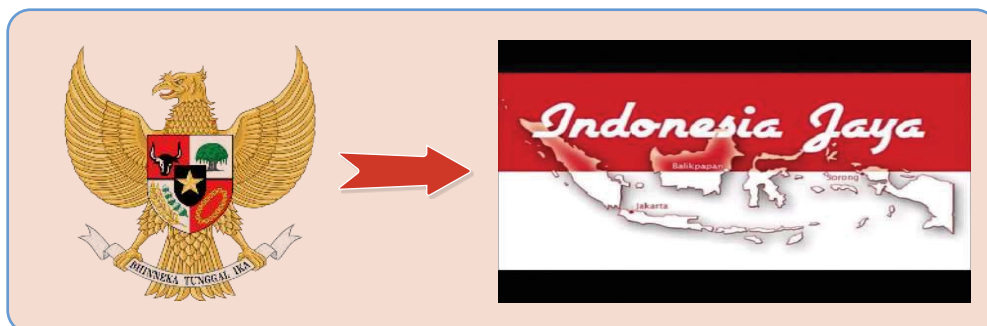 BHINNEKA TUNGGAL IKA
Indonesia Jaya
Balikpapan
Sorong
Jakarta